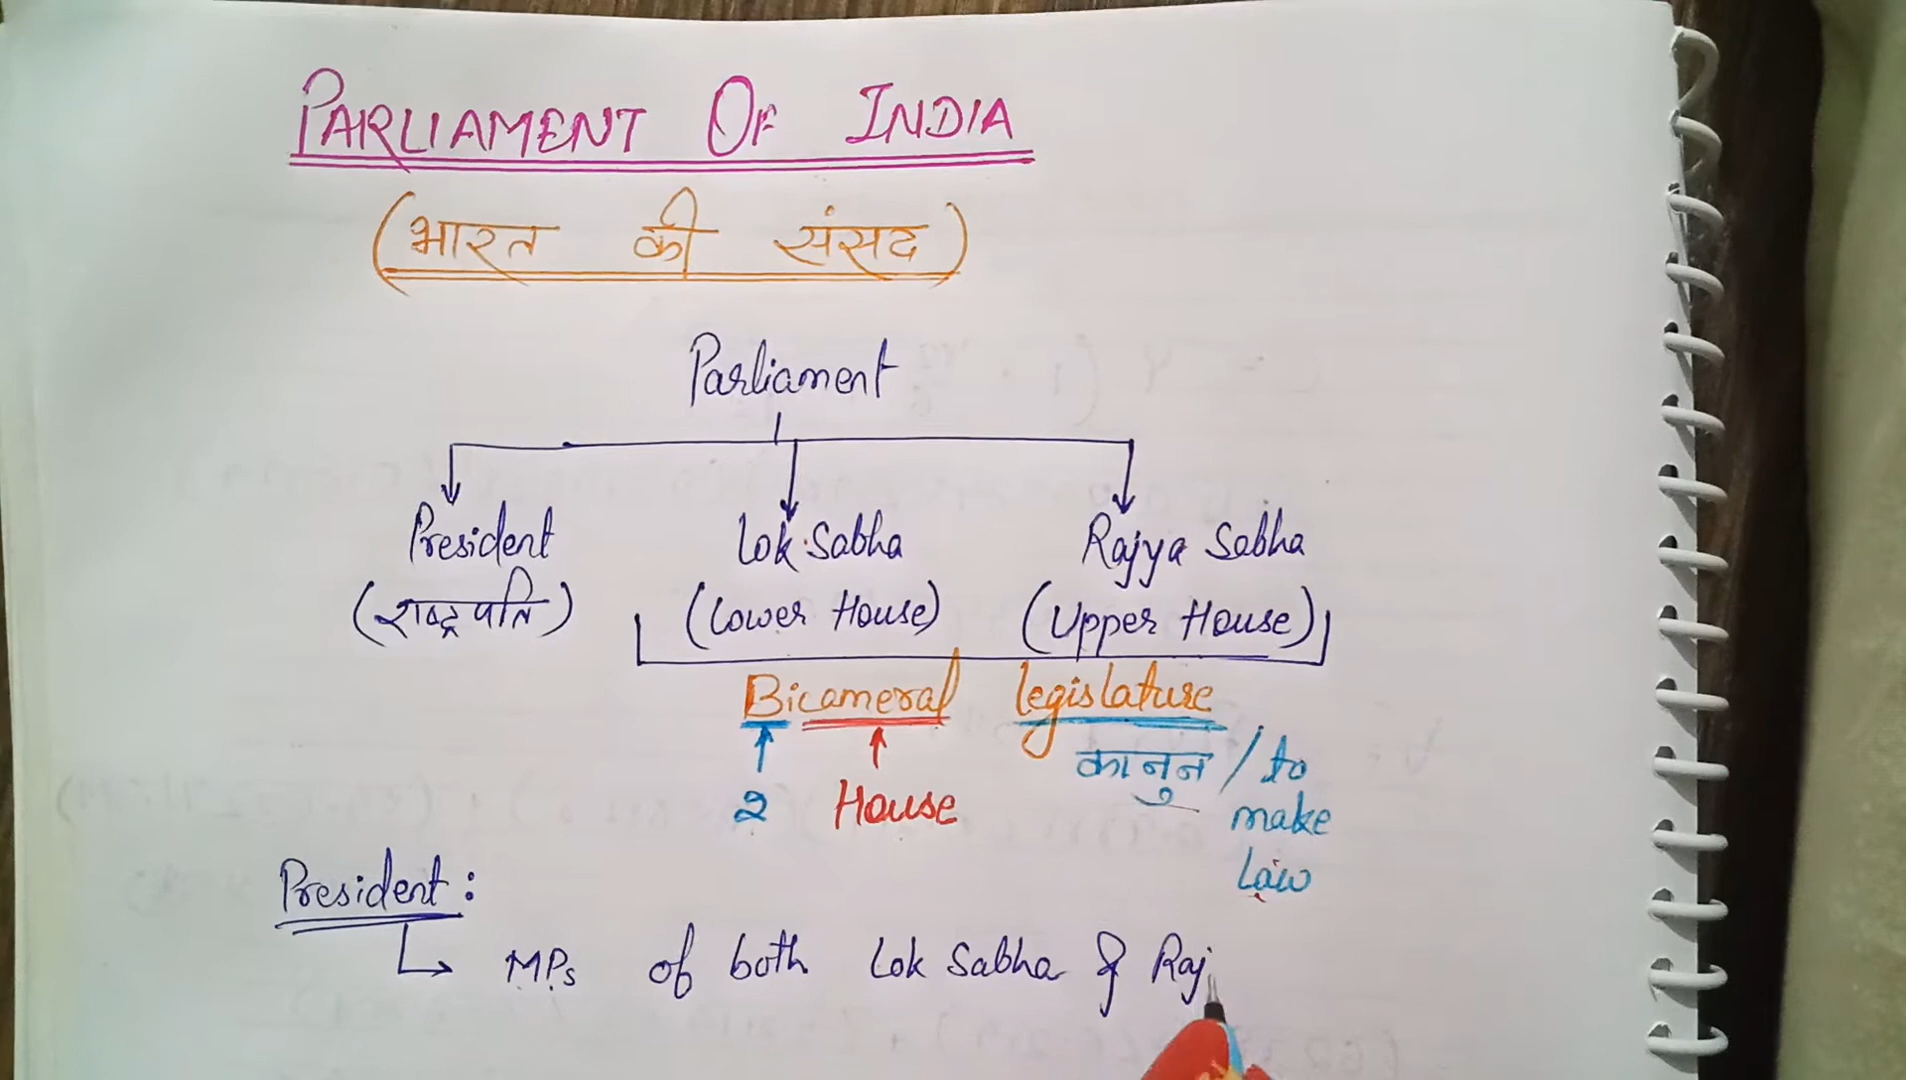 PARLIAMENT OF INDIA
(भारत की संसद)
Parliament
President Lok Sabha Rajya Sabha
(राष्ट्रपति) (Lower House) (Upper House)
Bicameral legislature
2 House कानुन / to make law
President:
MPs of both Lok Sabha & Raj